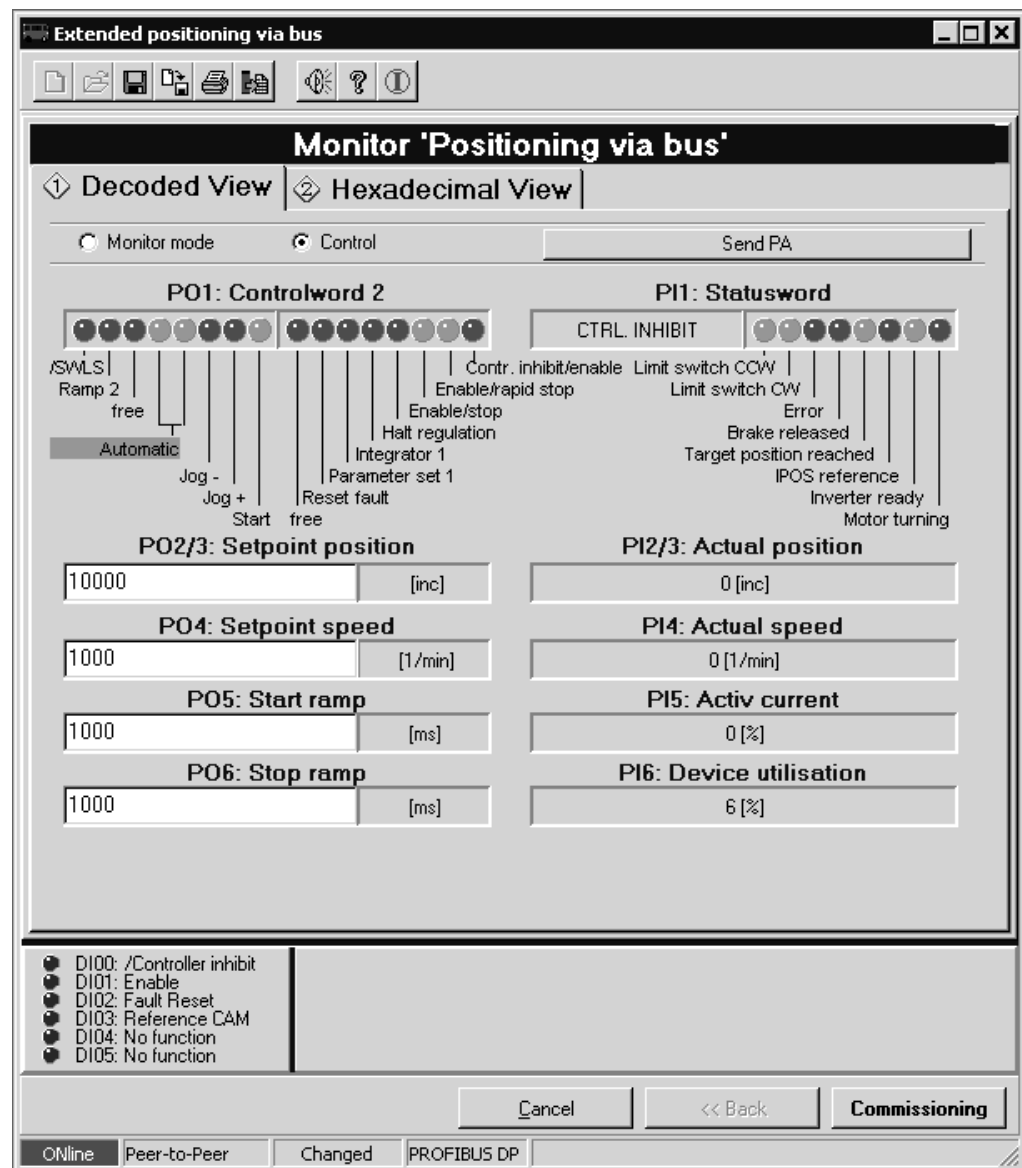 Extended positioning via bus
Monitor 'Positioning via bus'
1 Decoded View
2 Hexadecimal View
Monitor mode
Control
Send PA
PO1: Controlword 2
PI1: Statusword
CTRL. INHIBIT
/SWLS
Ramp 2
free
Automatic
Jog -
Jog +
Start
Contr. inhibit/enable
Enable/rapid stop
Enable/stop
Halt regulation
Integrator 1
Parameter set 1
Reset fault
free
Limit switch CCW
Limit switch CW
Error
Brake released
Target position reached
IPOS reference
Inverter ready
Motor turning
PO2/3: Setpoint position
10000
[inc]
PI2/3: Actual position
0 [inc]
PO4: Setpoint speed
1000
[1/min]
PI4: Actual speed
0 [1/min]
PO5: Start ramp
1000
[ms]
PI5: Activ current
0 [%]
PO6: Stop ramp
1000
[ms]
PI6: Device utilisation
6 [%]
DI00: /Controller inhibit
DI01: Enable
DI02: Fault Reset
DI03: Reference CAM
DI04: No function
DI05: No function
Cancel
<< Back
Commissioning
ONline
Peer-to-Peer
Changed
PROFIBUS DP